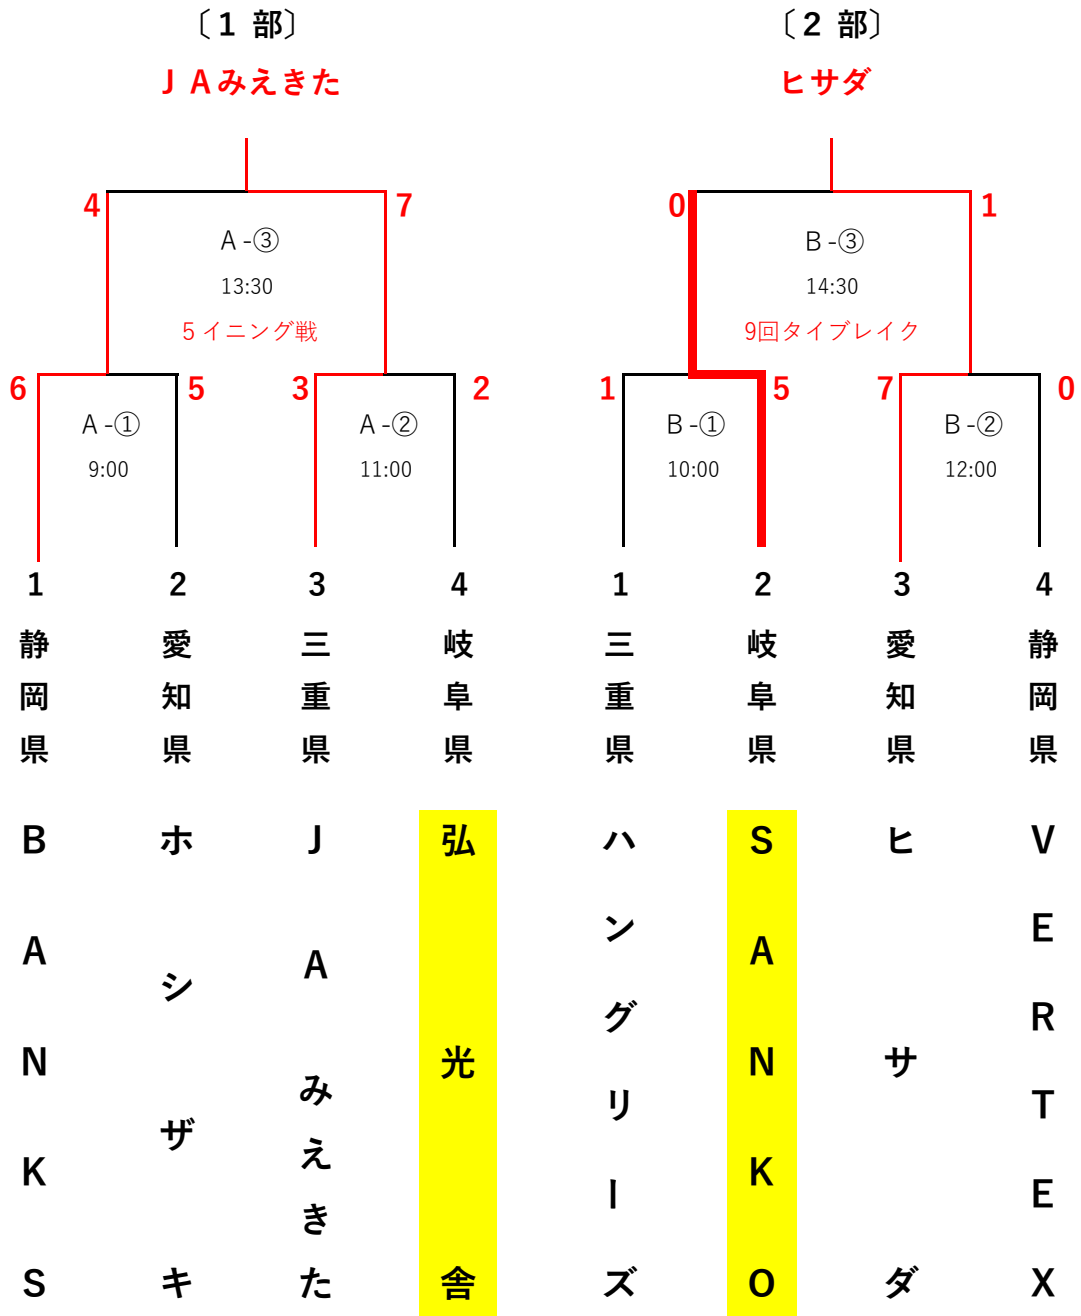 〔1 部〕
ＪＡみえきた
4 7
A-③
13:30
5イニング戦
6 5 3 2
A-① A-②
9:00 11:00
1 2 3 4
静岡県
愛知県
三重県
岐阜県
BANKS
ホシザキ
JAみえきた
弘光舎
〔2 部〕
ヒサダ
0 1
B-③
14:30
9回タイブレイク
1 5 7 0
B-① B-②
10:00 12:00
1 2 3 4
三重県
岐阜県
愛知県
静岡県
ハングリーズ
SANKO
ヒサダ
VERTEX